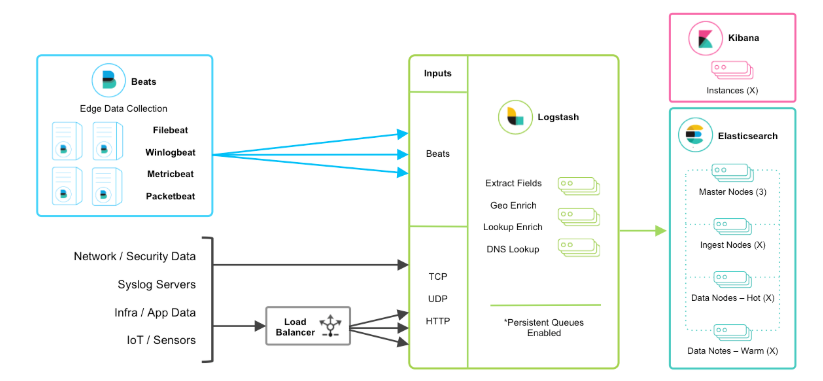 Beats
Edge Data Collection
Filebeat
Winlogbeat
Metricbeat
Packetbeat
Network / Security Data
Syslog Servers
Infra / App Data
IoT / Sensors
Load
Balancer
Inputs
Beats
TCP
UDP
HTTP
Logstash
Extract Fields
Geo Enrich
Lookup Enrich
DNS Lookup
*Persistent Queues
Enabled
Kibana
Instances (X)
Elasticsearch
Master Nodes (3)
Ingest Nodes (X)
Data Nodes – Hot (X)
Data Notes – Warm (X)